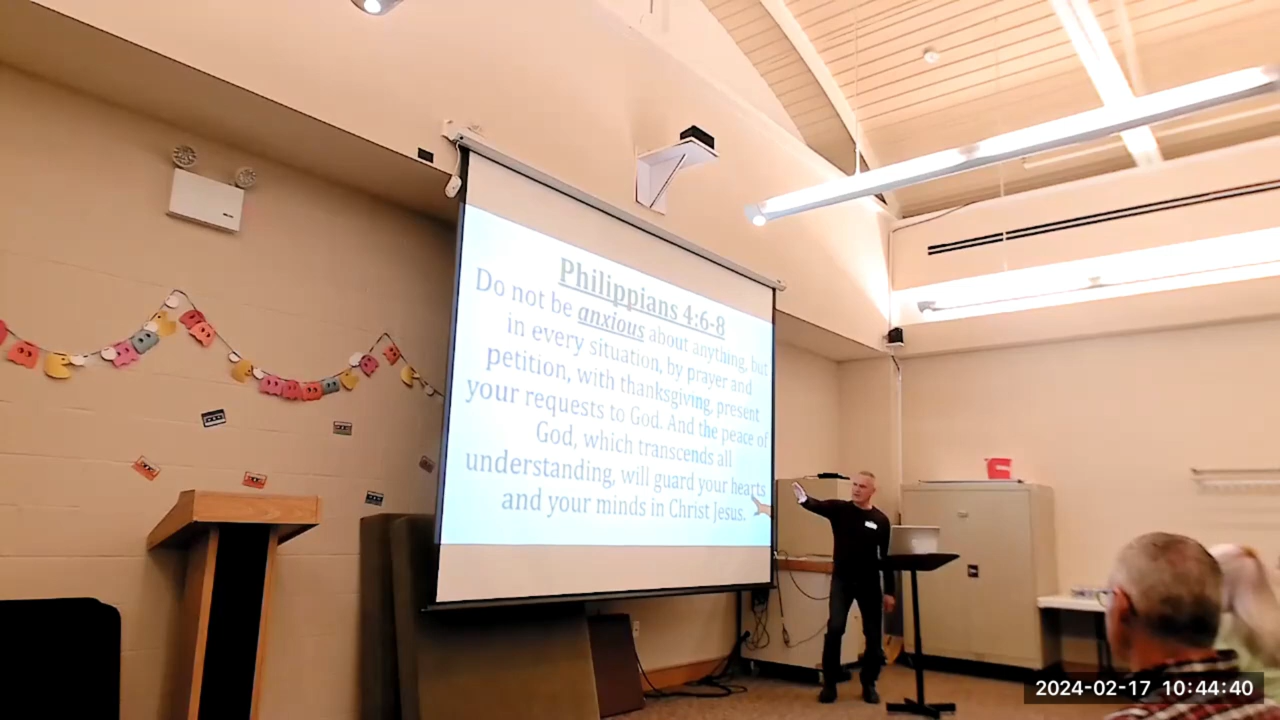 Philippians 4:6-8
Do not be anxious about anything, but
in every situation, by prayer and
petition, with thanksgiving, present
your requests to God. And the peace of
God, which transcends all
understanding, will guard your hearts
and your minds in Christ Jesus.
2024-02-17 10:44:40